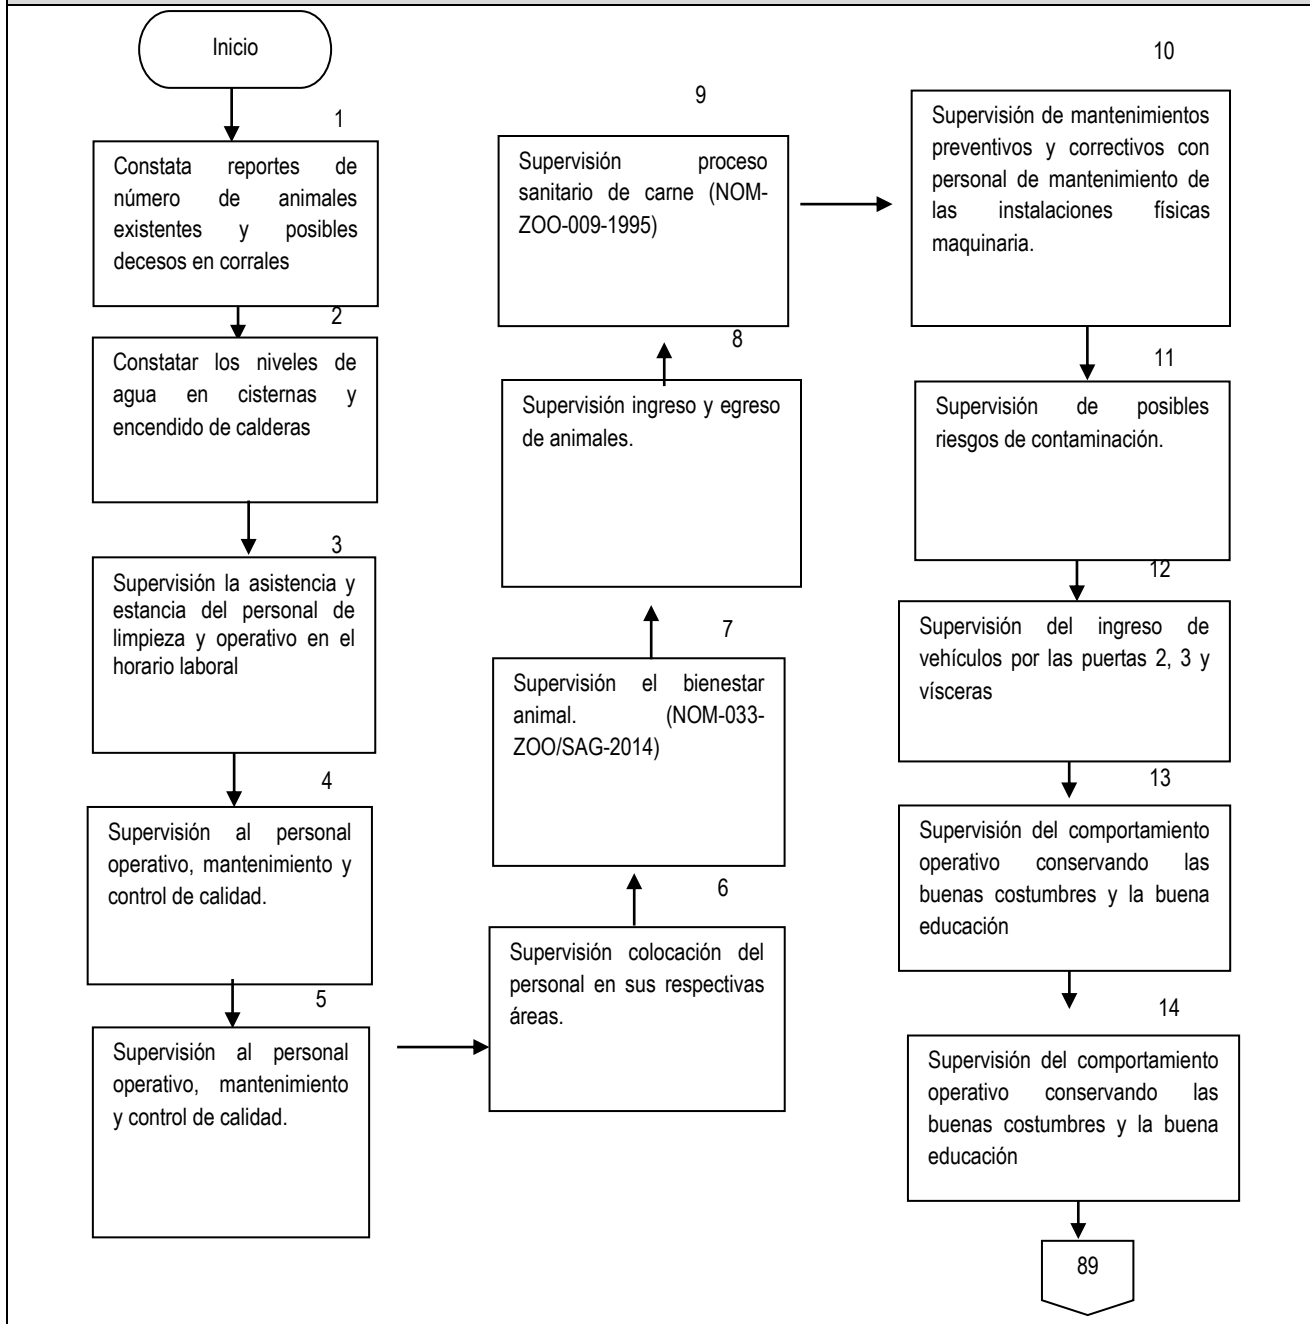 Inicio
1
Constata reportes de
número de animales
existentes y posibles
decesos en corrales
2
Constatar los niveles de
agua en cisternas y
encendido de calderas
3
Supervisión la asistencia y
estancia del personal de
limpieza y operativo en el
horario laboral
4
Supervisión al personal
operativo, mantenimiento y
control de calidad.
5
Supervisión al personal
operativo, mantenimiento
y control de calidad.
6
Supervisión colocación del
personal en sus respectivas
áreas.
7
Supervisión el bienestar
animal. (NOM-033-
ZOO/SAG-2014)
8
Supervisión ingreso y egreso
de animales.
9
Supervisión proceso
sanitario de carne (NOM-
ZOO-009-1995)
10
Supervisión de mantenimientos
preventivos y correctivos con
personal de mantenimiento de
las instalaciones físicas
maquinaria.
11
Supervisión de posibles
riesgos de contaminación.
12
Supervisión del ingreso de
vehículos por las puertas 2, 3 y
vísceras
13
Supervisión del comportamiento
operativo conservando las
buenas costumbres y la buena
educación
14
Supervisión del comportamiento
operativo conservando las
buenas costumbres y la buena
educación
89